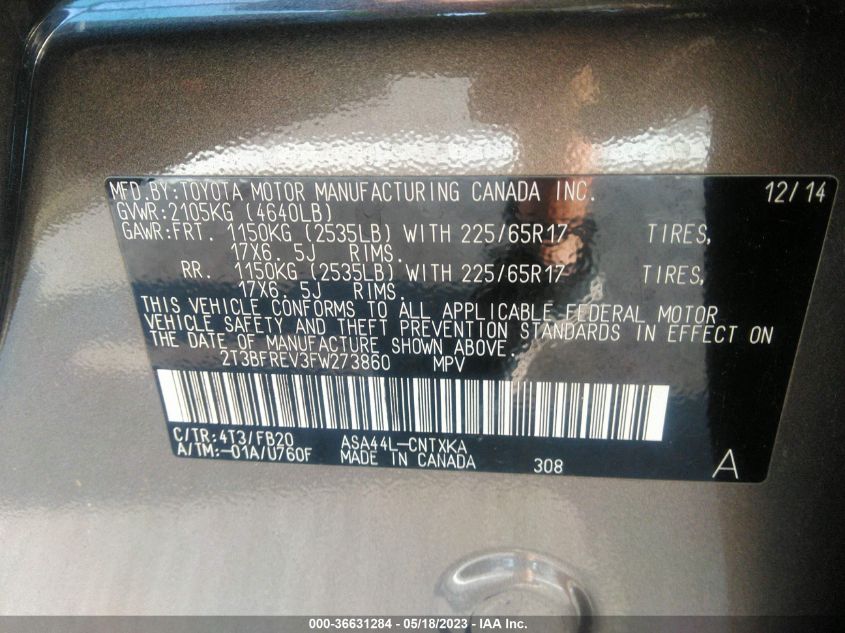 MFD BY:TOYOTA MOTOR MANUFACTURING CANADA INC. 12/14
GVWR:2105KG (4640LB)
GAWR:FRT. 1150KG (2535LB) WITH 225/65R17 TIRES,
17X6.5J RIMS.
RR. 1150KG (2535LB) WITH 225/65R17 TIRES,
17X6.5J RIMS.
THIS VEHICLE CONFORMS TO ALL APPLICABLE FEDERAL MOTOR
VEHICLE SAFETY AND THEFT PREVENTION STANDARDS IN EFFECT ON
THE DATE OF MANUFACTURE SHOWN ABOVE.
2T3BFREV3FW273860 MPV
C/TR:4T3/FB20 ASA44L-CNTXKA
A/TM:-01A/U760F MADE IN CANADA 308 A
000-36631284 - 05/18/2023 - IAA Inc.